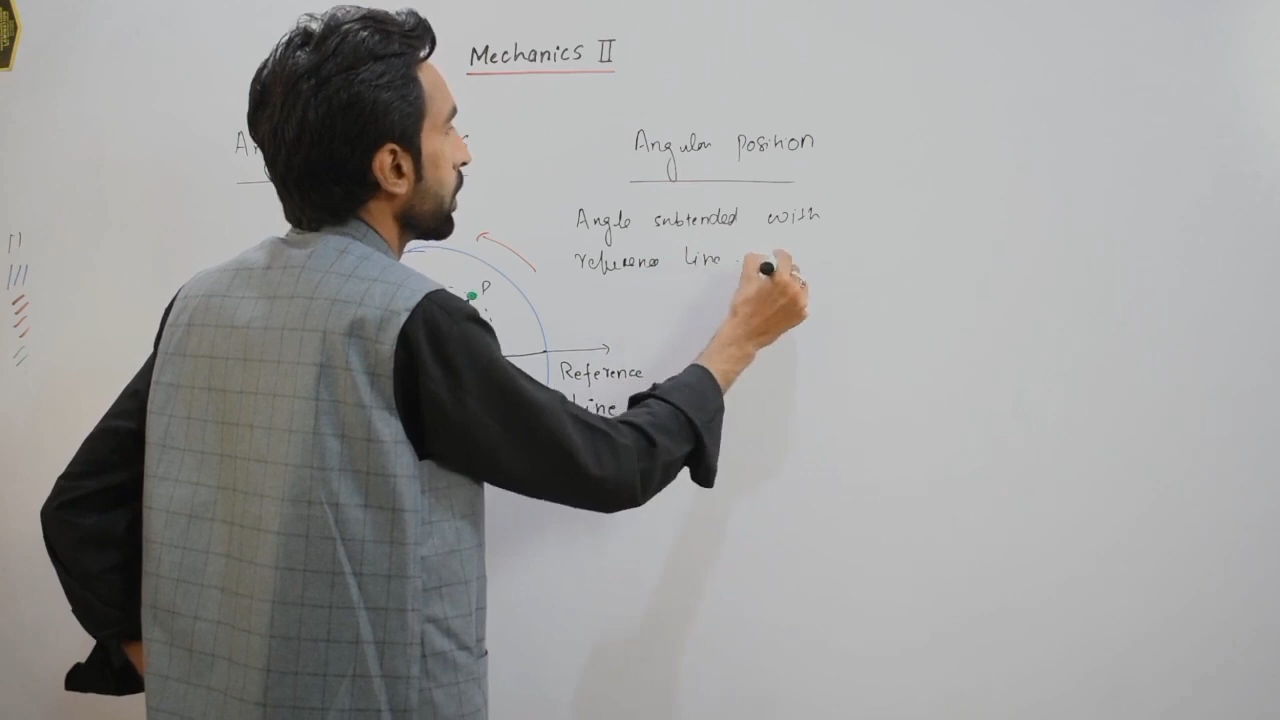 Mechanics II
Angular position
Angle subtended with
reference line .
P
Reference
Line